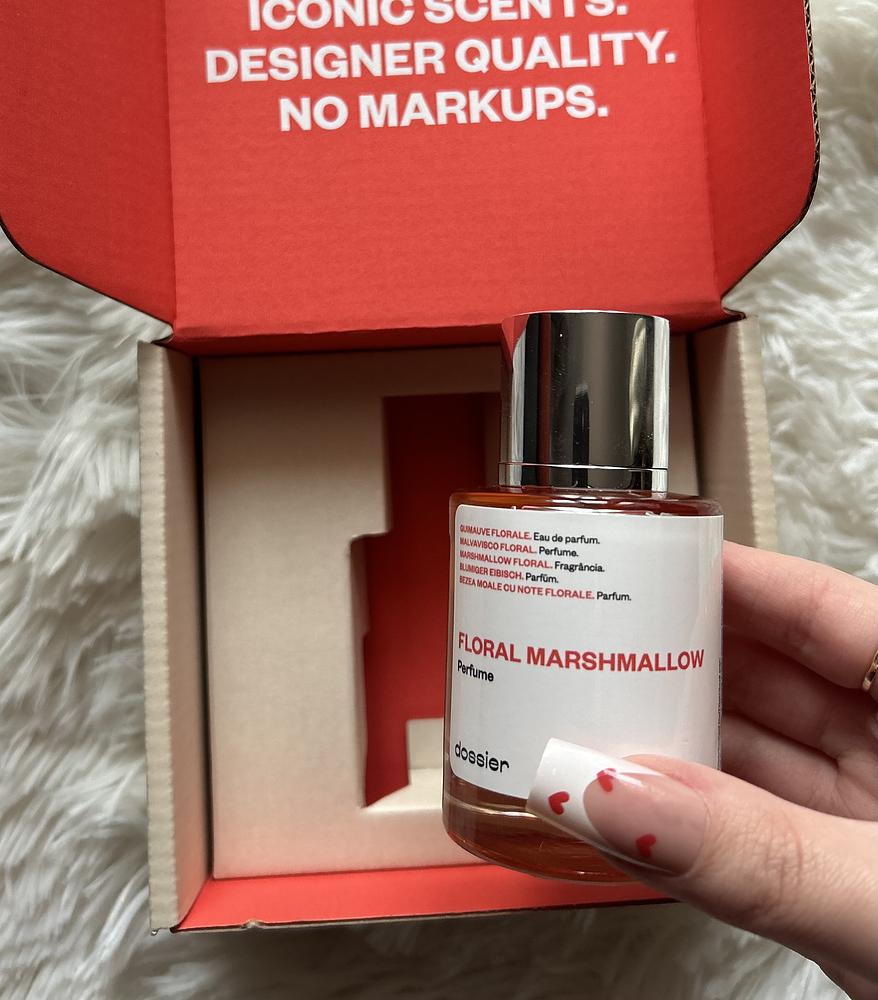 ICONIC SCENTS.
DESIGNER QUALITY.
NO MARKUPS.
GUIMAUVE FLORALE. Eau de parfum.
MALVAVISCO FLORAL. Perfume.
MARSHMALLOW FLORAL. Fragrância.
BLUMIGER EIBISCH. Parfüm.
BEZEA MOALE CU NOTE FLORALE. Parfum.
FLORAL MARSHMALLOW
Perfume
dossier